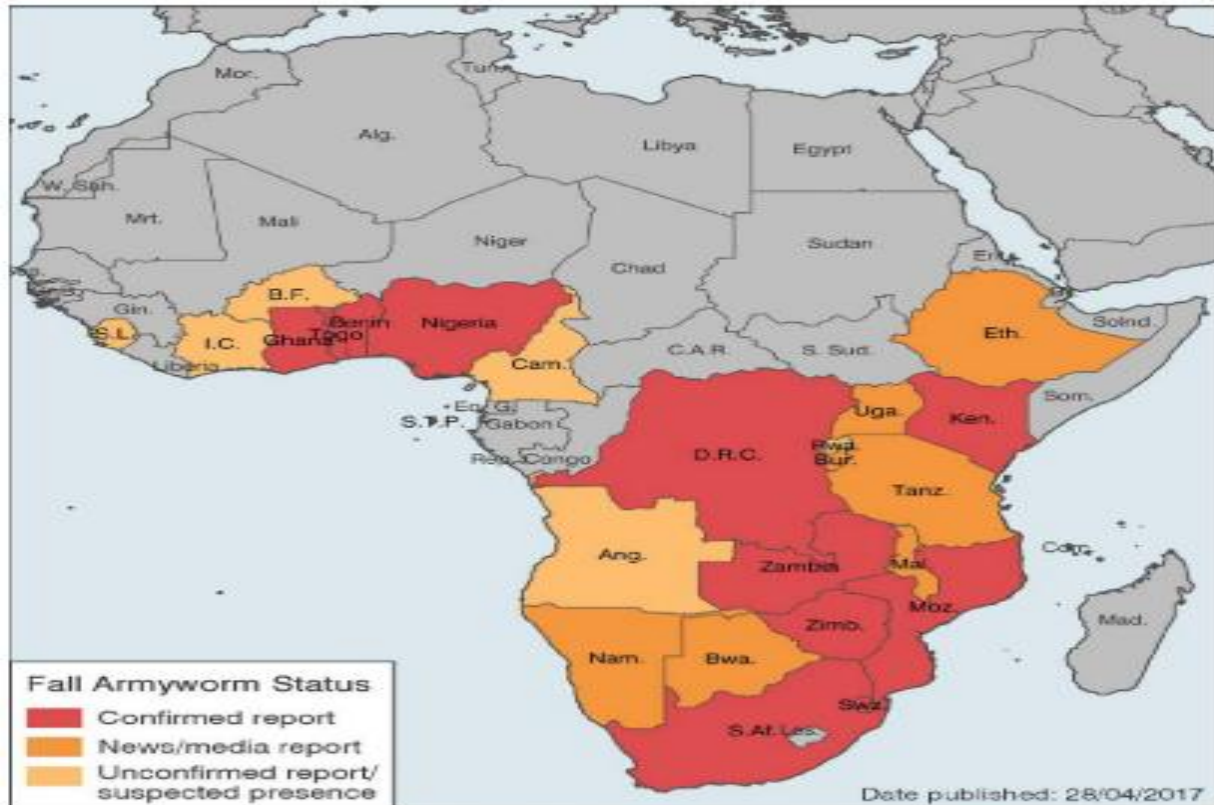 Mor.
Tun.
Alg.
Libya
Egypt
W. Sah.
Mrt.
Mali
Niger
Chad
Sudan
Eri.
B.F.
Gin.
S.L.
I.C.
Liberia
Ghana
Togo
Benin
Nigeria
Cam.
C.A.R.
S. Sud.
Eth.
Solnd.
Som.
Eq. G.
S.T.P.
Gabon
Rep. Congo
D.R.C.
Uga.
Ken.
Rwa.
Bur.
Tanz.
Com.
Ang.
Zambia
Mal.
Moz.
Zimb.
Mad.
Nam.
Bwa.
Swz.
S.Af.
Les.
Fall Armyworm Status
Confirmed report
News/media report
Unconfirmed report/
suspected presence
Date published: 28/04/2017